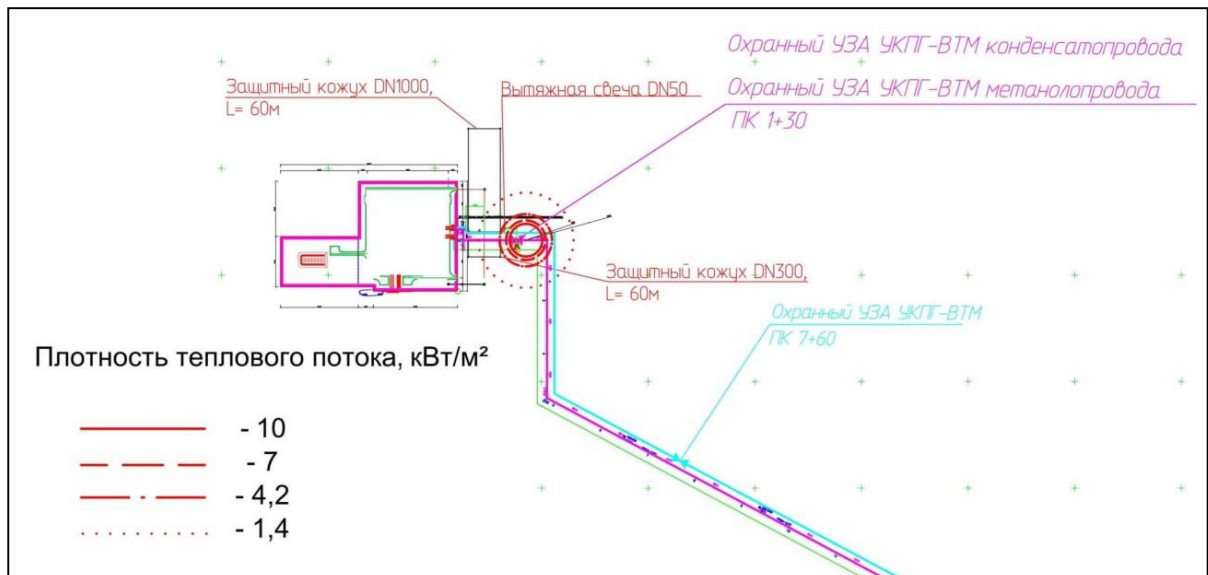 Охранный УЗА УКПГ-ВТМ конденсатопровода
Защитный кожух DN1000,
L= 60м
Вытяжная свеча DN50
Охранный УЗА УКПГ-ВТМ метанолопровода
ПК 1+30
Защитный кожух DN300,
L= 60м
Охранный УЗА УКПГ-ВТМ
ПК 7+60
Плотность теплового потока, кВт/м²
- 10
- 7
- 4,2
- 1,4